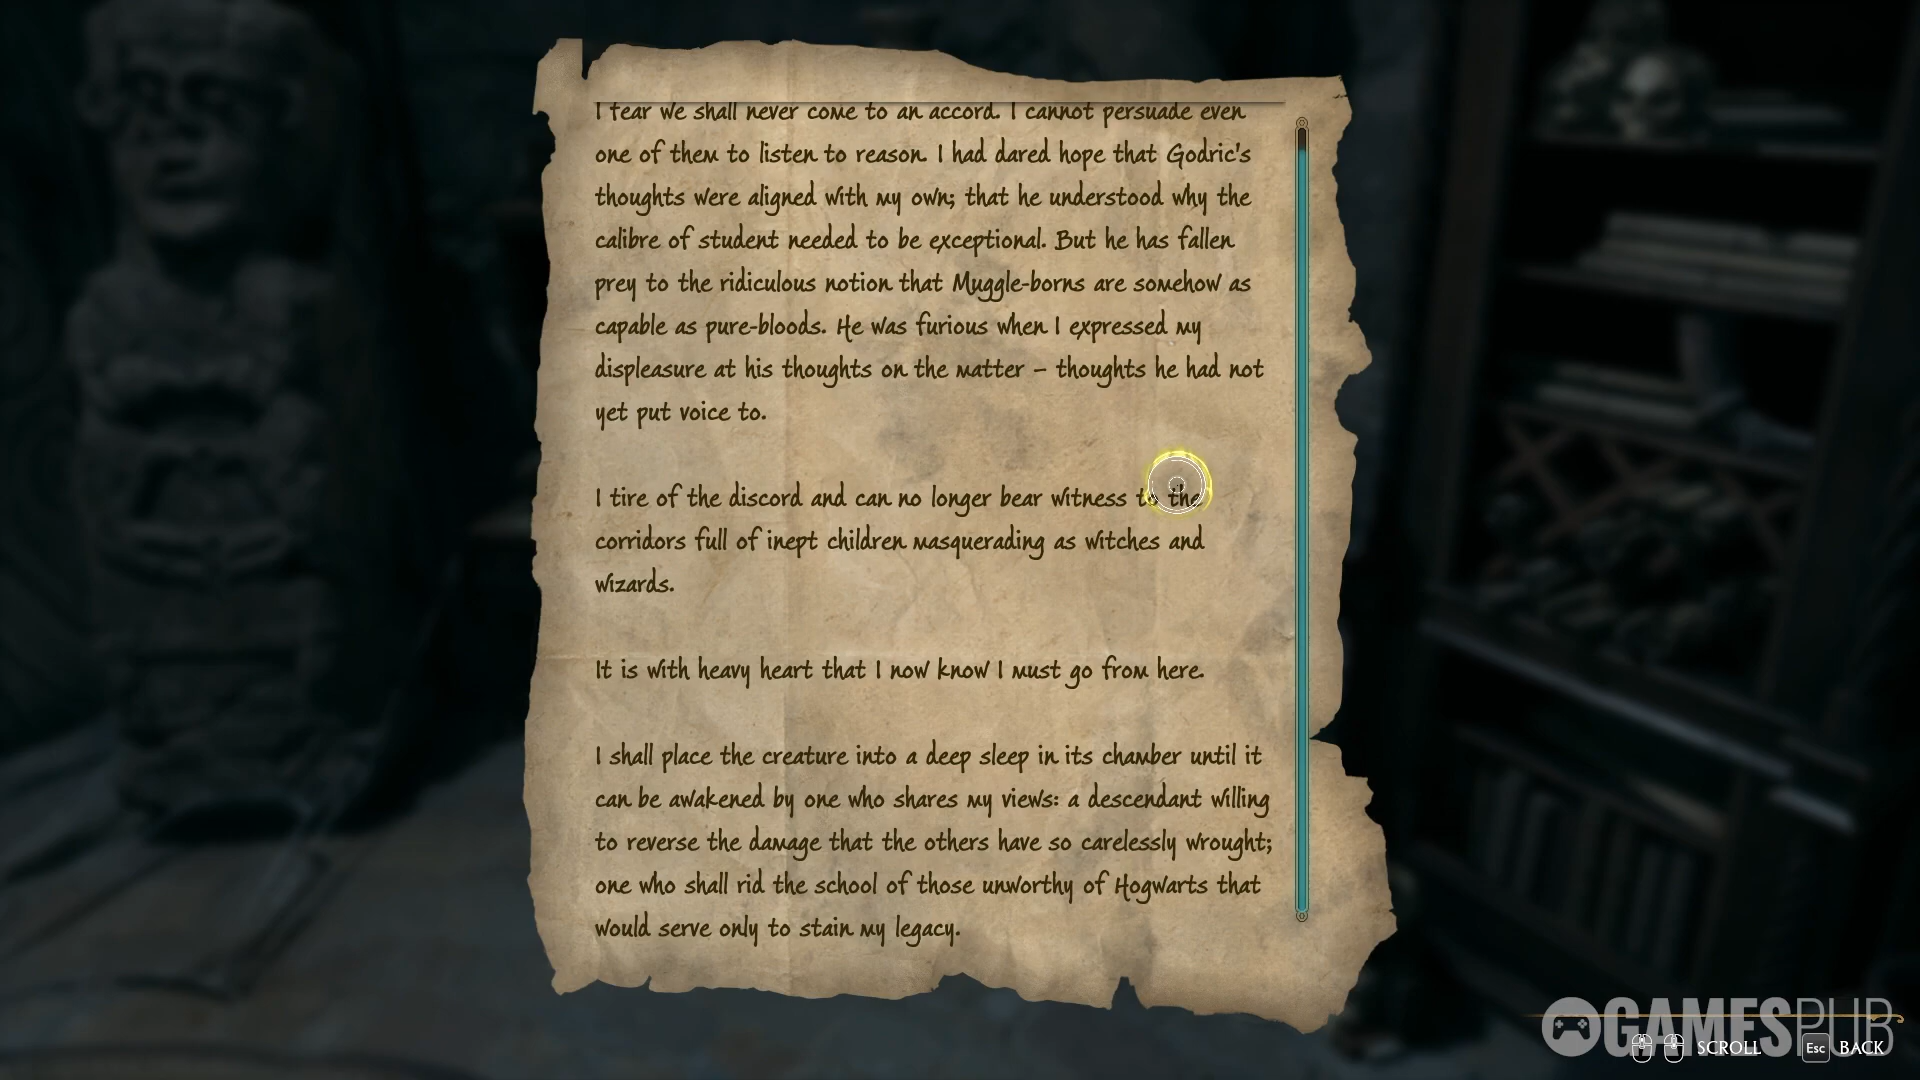 I fear we shall never come to an accord. I cannot persuade even
one of them to listen to reason. I had dared hope that Godric's
thoughts were aligned with my own; that he understood why the
calibre of student needed to be exceptional. But he has fallen
prey to the ridiculous notion that Muggle-borns are somehow as
capable as pure-bloods. He was furious when I expressed my
displeasure at his thoughts on the matter – thoughts he had not
yet put voice to.
I tire of the discord and can no longer bear witness to the
corridors full of inept children masquerading as witches and
wizards.
It is with heavy heart that I now know I must go from here.
I shall place the creature into a deep sleep in its chamber until it
can be awakened by one who shares my views: a descendant willing
to reverse the damage that the others have so carelessly wrought;
one who shall rid the school of those unworthy of Hogwarts that
would serve only to stain my legacy.
GAMESPUB
SCROLL Esc BACK